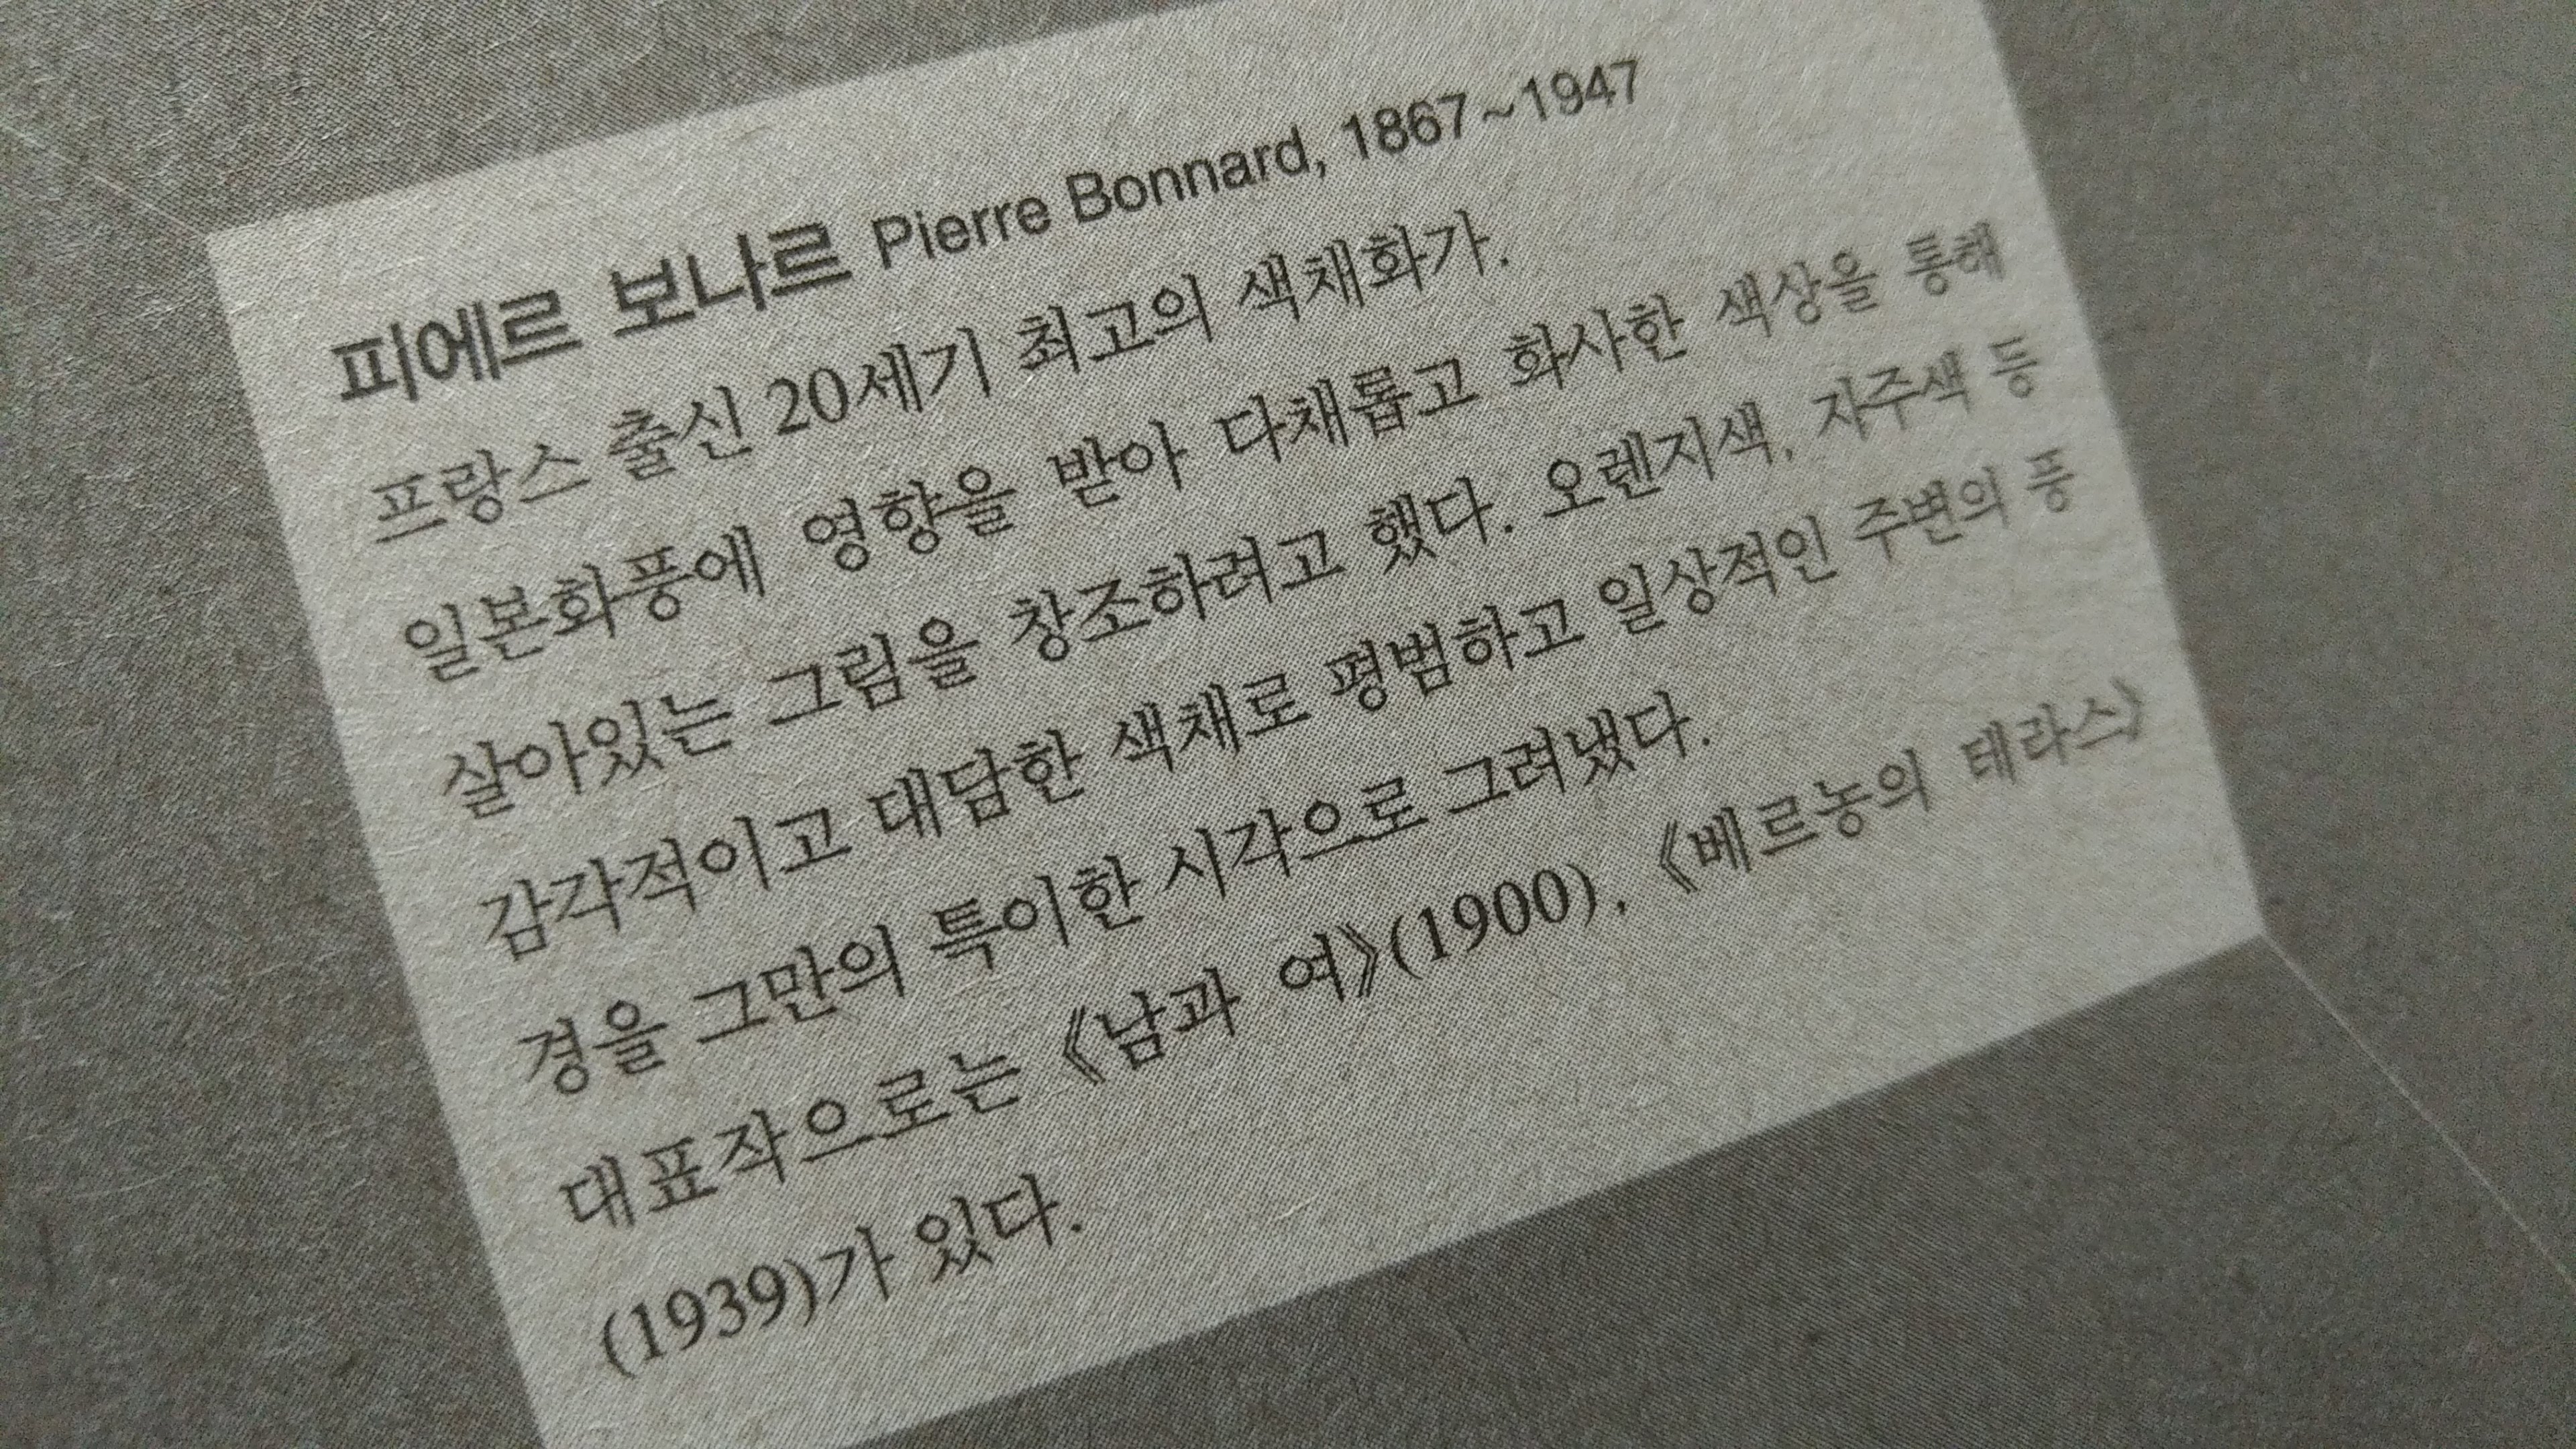 피에르 보나르 Pierre Bonnard, 1867~1947
프랑스 출신 20세기 최고의 색채화가.
일본화풍에 영향을 받아 다채롭고 화사한 색상을 통해
살아있는 그림을 창조하려고 했다. 오렌지색, 자주색 등
감각적이고 대담한 색채로 평범하고 일상적인 주변의 풍
경을 그만의 특이한 시각으로 그려냈다.
대표작으로는 《남과 여》(1900), 《베르농의 테라스》
(1939)가 있다.